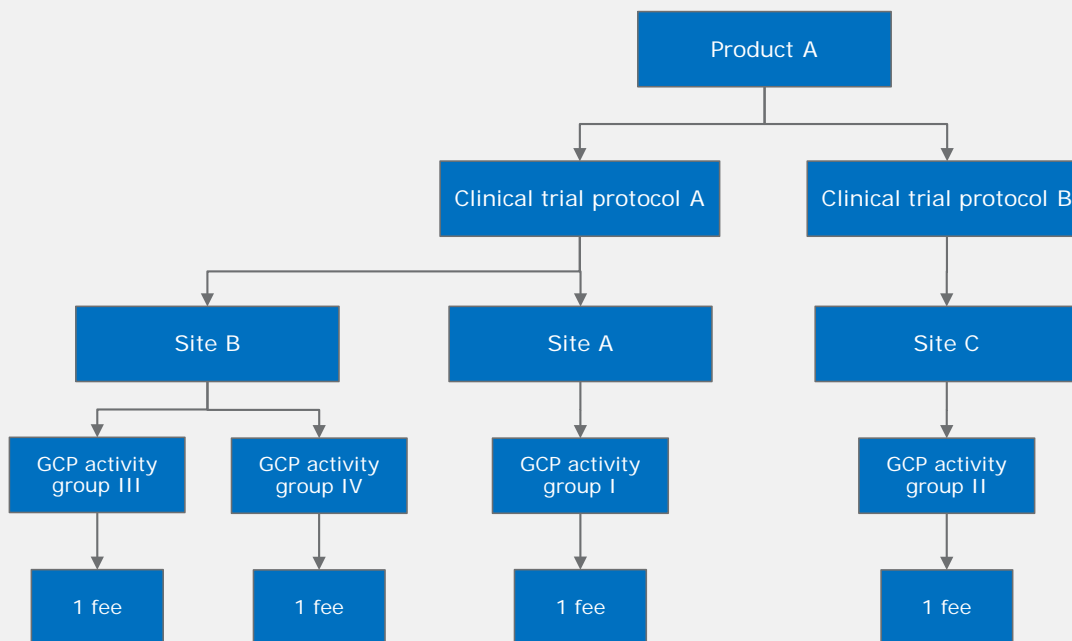 Product A
Clinical trial protocol A
Clinical trial protocol B
Site B
Site A
Site C
GCP activity
group III
GCP activity
group IV
GCP activity
group I
GCP activity
group II
1 fee
1 fee
1 fee
1 fee